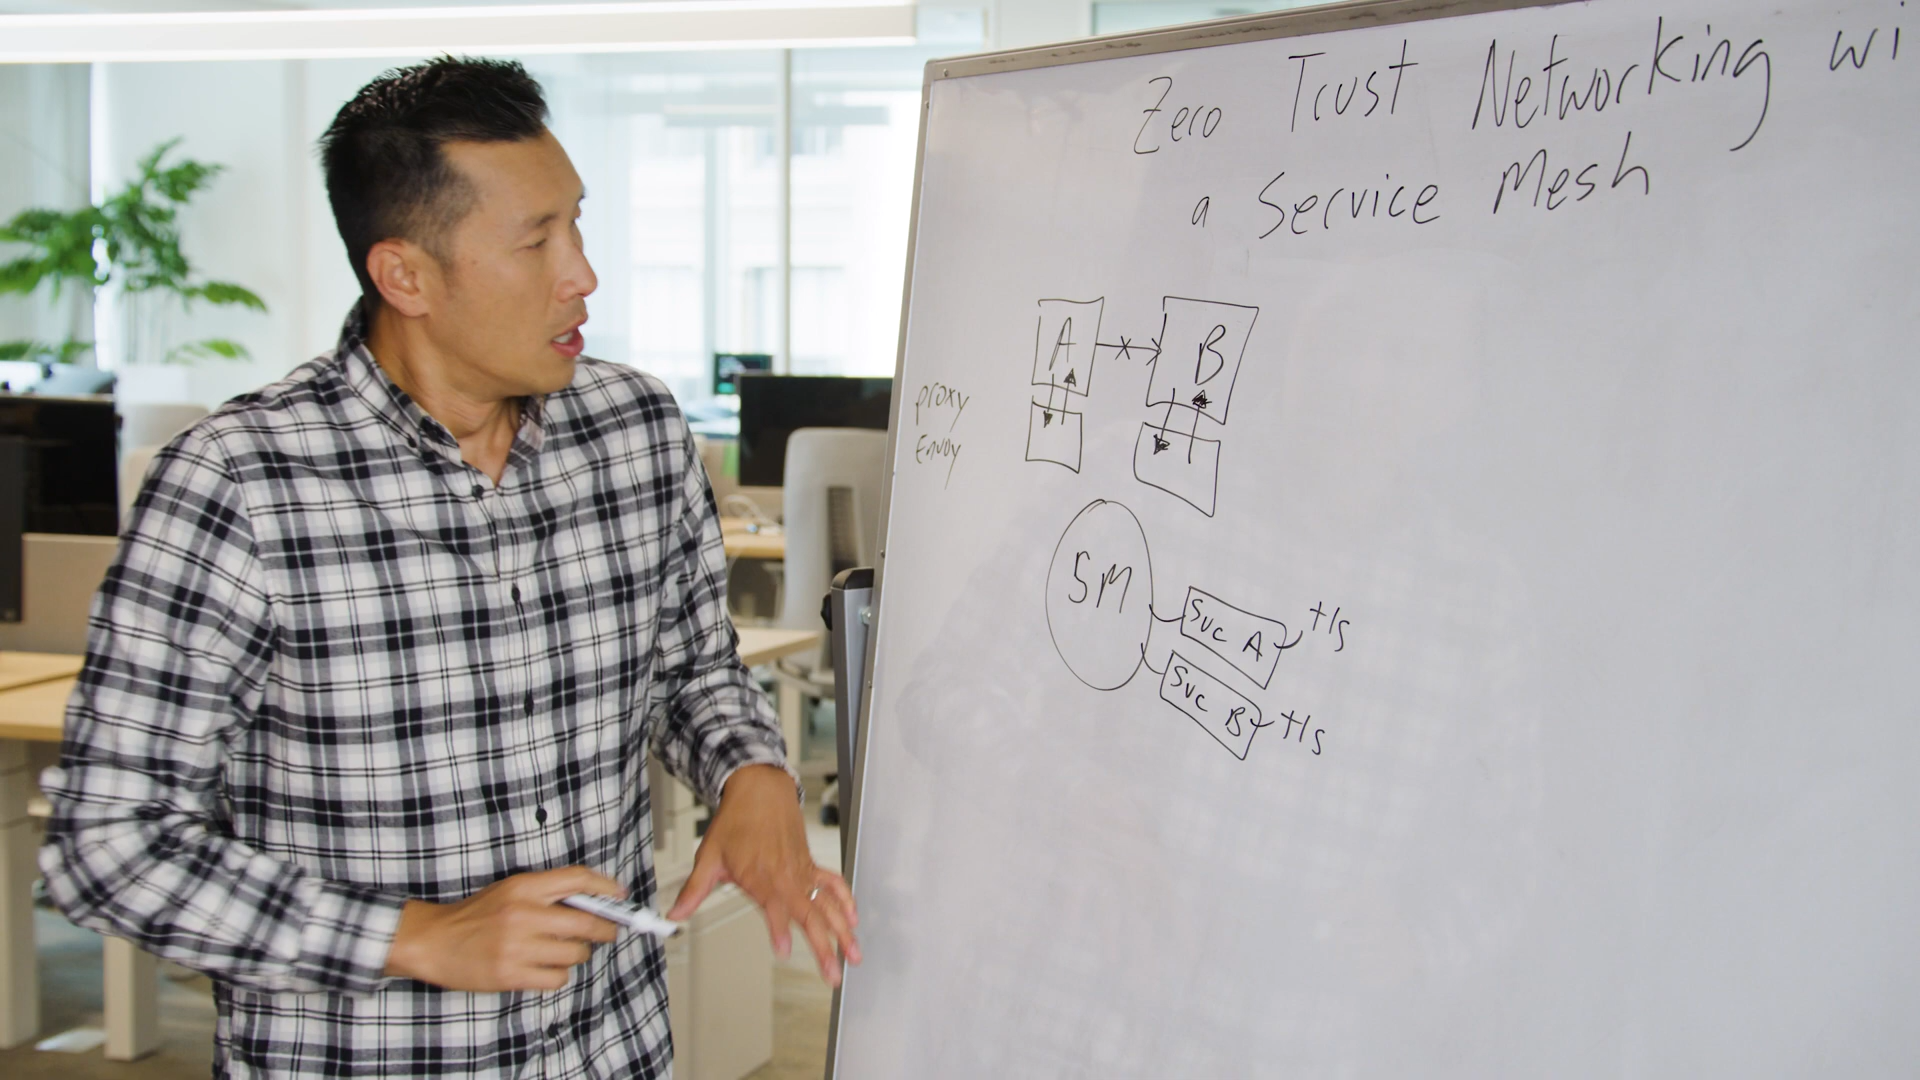 Zero Trust Networking wi
a Service Mesh
A
B
proxy
Envoy
SM
Svc A
tls
Svc B
tls